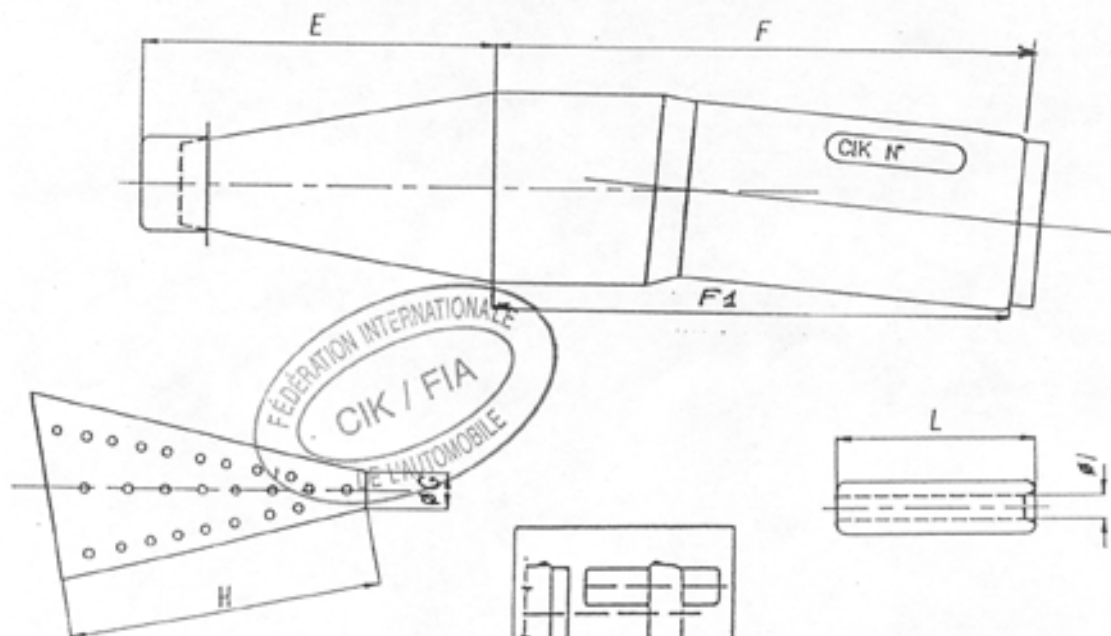 E
F
CIK N°
F1
FÉDÉRATION INTERNATIONALE
CIK / FIA
DE L'AUTOMOBILE
L
ø I
ø G
H